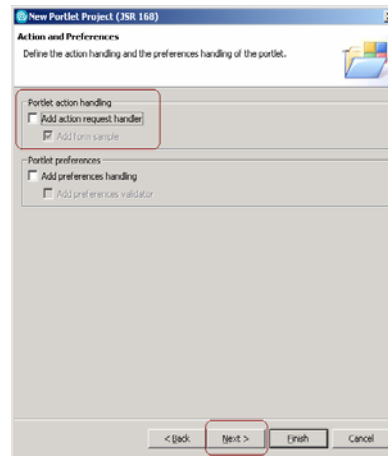 New Portlet Project (JSR 168)
Action and Preferences
Define the action handling and the preferences handling of the portlet.
Portlet action handling
Add action request handler
Add form sample
Portlet preferences
Add preferences handling
Add preferences validator
< Back
Next >
Finish
Cancel